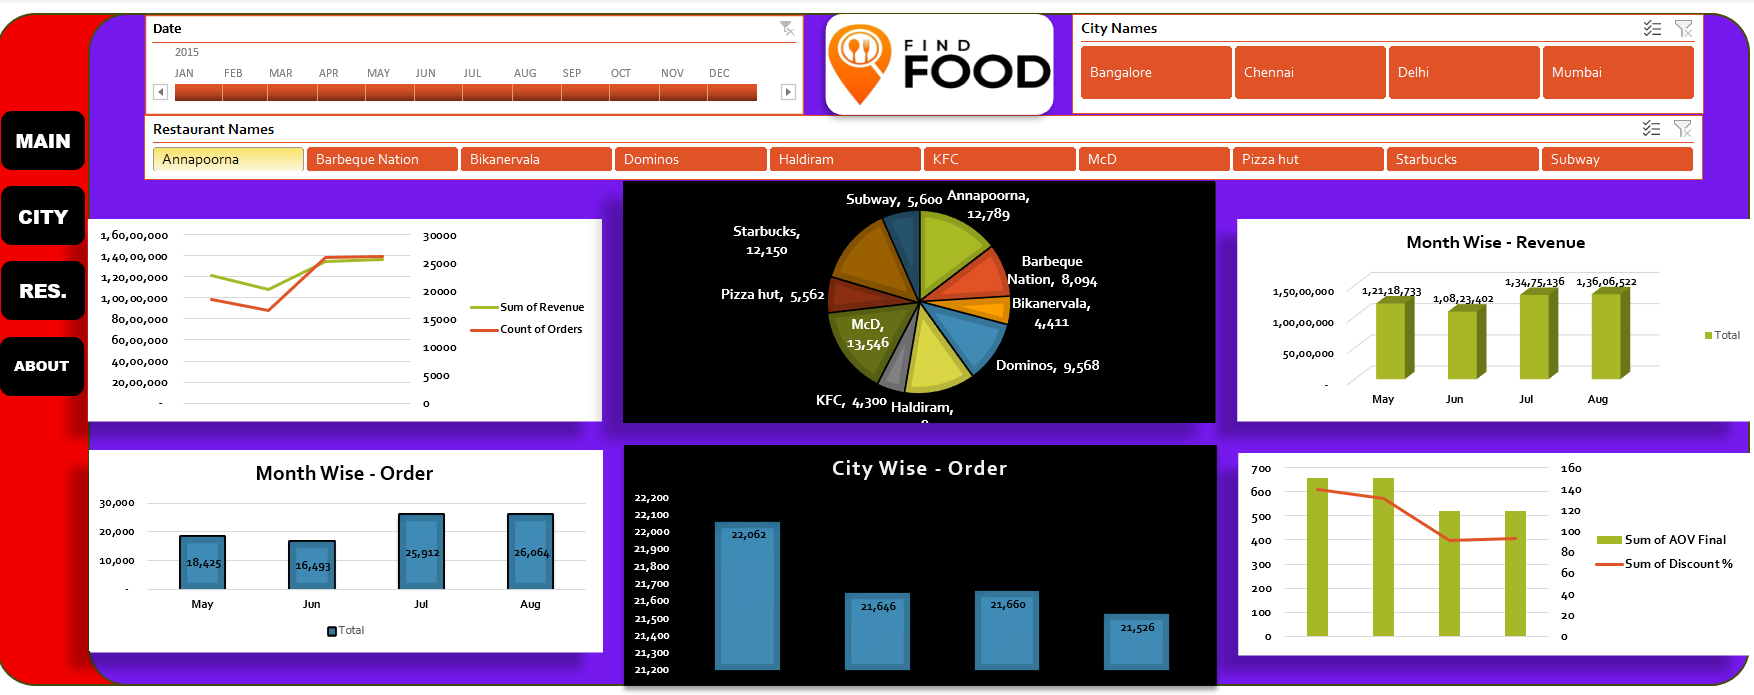 Date
2015
JAN FEB MAR APR MAY JUN JUL AUG SEP OCT NOV DEC
FIND
FOOD
City Names
Bangalore Chennai Delhi Mumbai
Restaurant Names
Annapoorna Barbeque Nation Bikanervala Dominos Haldiram KFC McD Pizza hut Starbucks Subway
MAIN
CITY
RES.
ABOUT
1,60,00,000
1,40,00,000
1,20,00,000
1,00,00,000
80,00,000
60,00,000
40,00,000
20,00,000
-
30000
25000
20000
15000
10000
5000
0
Sum of Revenue
Count of Orders
Subway, 5,600
Annapoorna,
12,789
Starbucks,
12,150
Barbeque
Nation, 8,094
Pizza hut, 5,562
Bikanervala,
4,411
McD,
13,546
Dominos, 9,568
KFC, 4,300
Haldiram,
Month Wise - Revenue
1,50,00,000
1,00,00,000
50,00,000
-
1,21,18,733
1,08,23,402
1,34,75,136
1,36,06,522
May Jun Jul Aug
Total
Month Wise - Order
30,000
20,000
10,000
-
18,425
16,493
25,912
26,064
May Jun Jul Aug
Total
City Wise - Order
22,200
22,100
22,000
21,900
21,800
21,700
21,600
21,500
21,400
21,300
21,200
22,062
21,646
21,660
21,526
700
600
500
400
300
200
100
0
160
140
120
100
80
60
40
20
0
Sum of AOV Final
Sum of Discount %